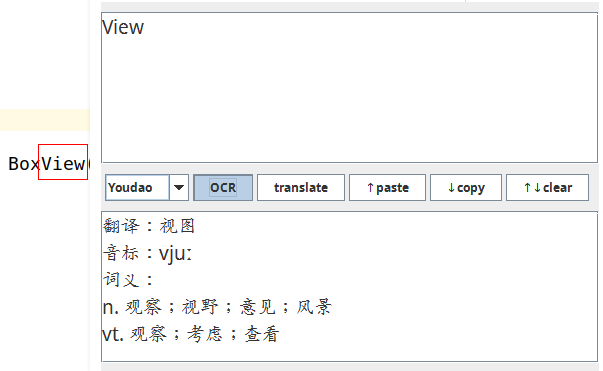 View
BoxView(
Youdao OCR translate ↑paste ↓copy ↑↓clear
翻译：视图
音标：vjuː
词义：
n. 观察；视野；意见；风景
vt. 观察；考虑；查看